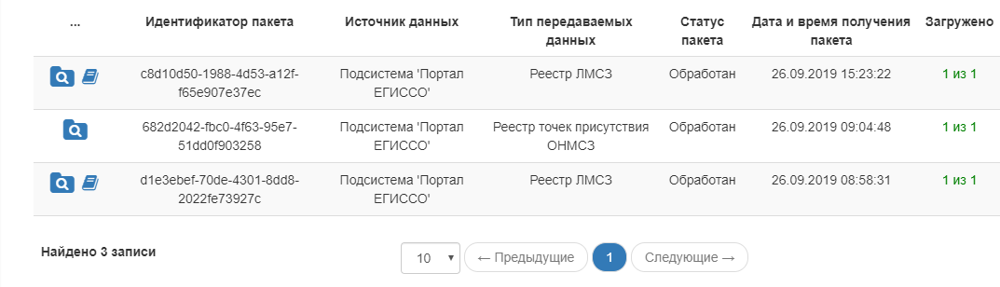 ... Идентификатор пакета Источник данных Тип передаваемых данных Статус пакета Дата и время получения пакета Загружено
c8d10d50-1988-4d53-a12f-f65e907e37ec Подсистема 'Портал ЕГИССО' Реестр ЛМСЗ Обработан 26.09.2019 15:23:22 1 из 1
682d2042-fbc0-4f63-95e7-51dd0f903258 Подсистема 'Портал ЕГИССО' Реестр точек присутствия ОНМСЗ Обработан 26.09.2019 09:04:48 1 из 1
d1e3ebef-70de-4301-8dd8-2022fe73927c Подсистема 'Портал ЕГИССО' Реестр ЛМСЗ Обработан 26.09.2019 08:58:31 1 из 1
Найдено 3 записи 10 ← Предыдущие 1 Следующие →